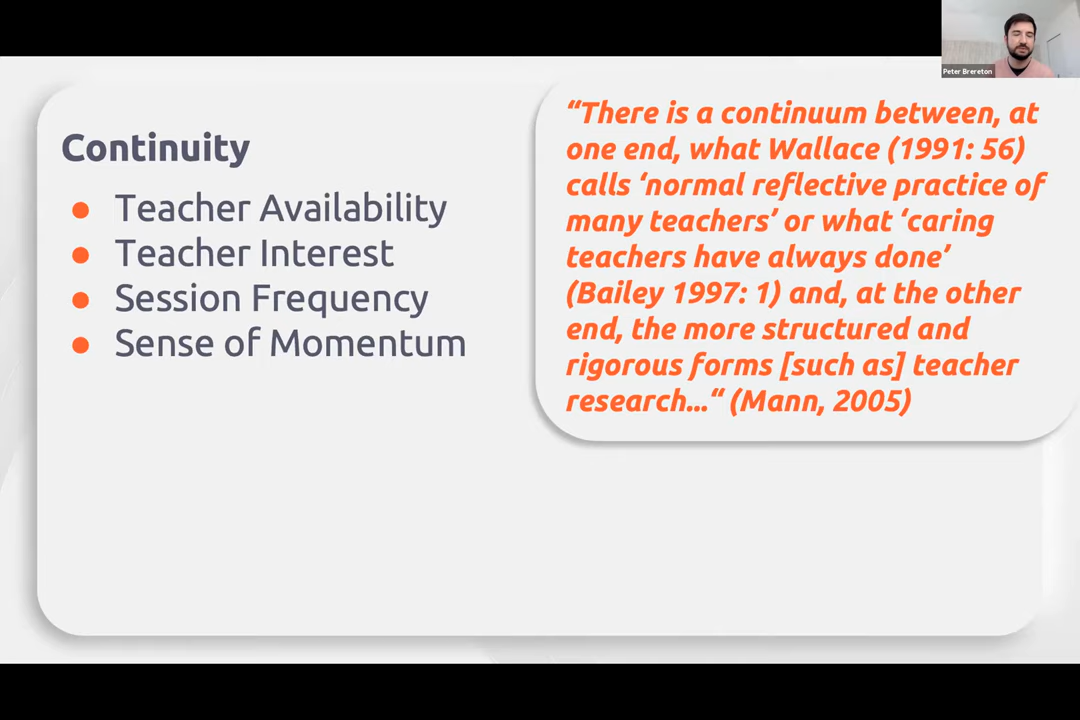 Peter Brereton
Continuity
● Teacher Availability
● Teacher Interest
● Session Frequency
● Sense of Momentum
“There is a continuum between, at
one end, what Wallace (1991: 56)
calls ‘normal reflective practice of
many teachers’ or what ‘caring
teachers have always done’
(Bailey 1997: 1) and, at the other
end, the more structured and
rigorous forms [such as] teacher
research...“ (Mann, 2005)